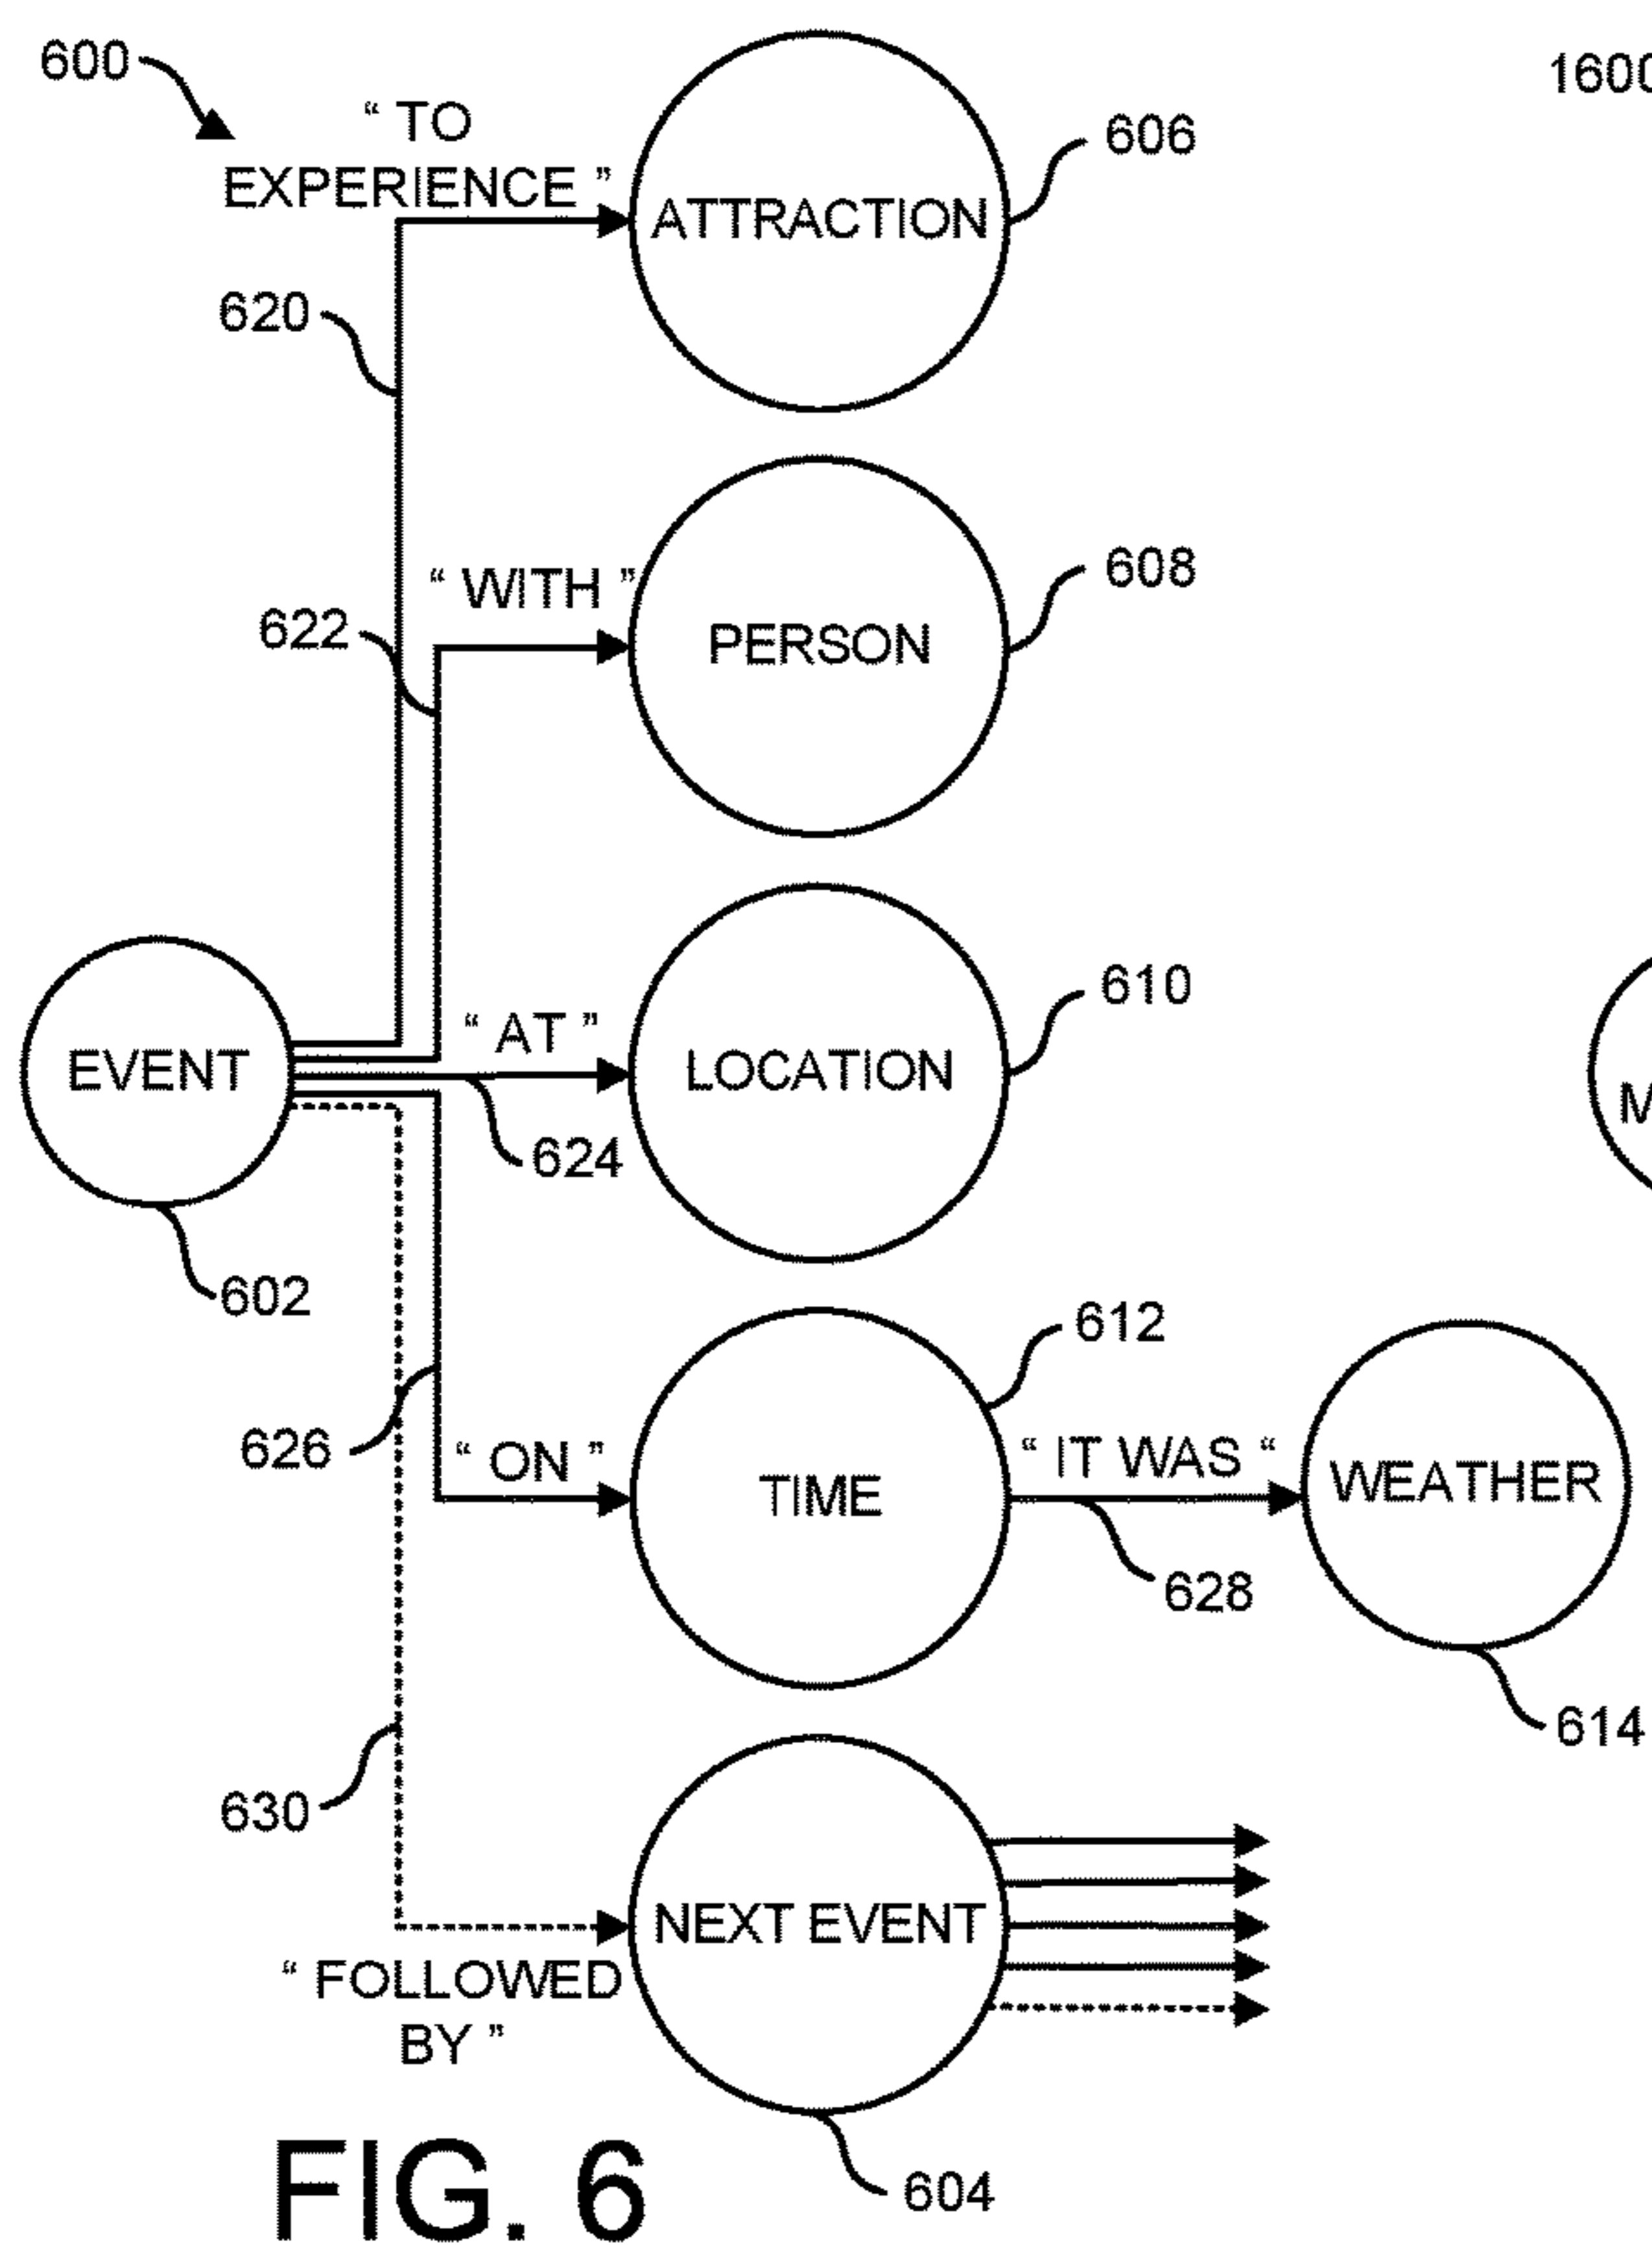 600
1600
“ TO
EXPERIENCE ”
606
ATTRACTION
620
“ WITH ”
608
622
PERSON
610
“ AT ”
EVENT
LOCATION
M
624
602
612
626
“ ON ”
“ IT WAS “
TIME
WEATHER
628
614
630
NEXT EVENT
“ FOLLOWED
BY ”
604
FIG. 6